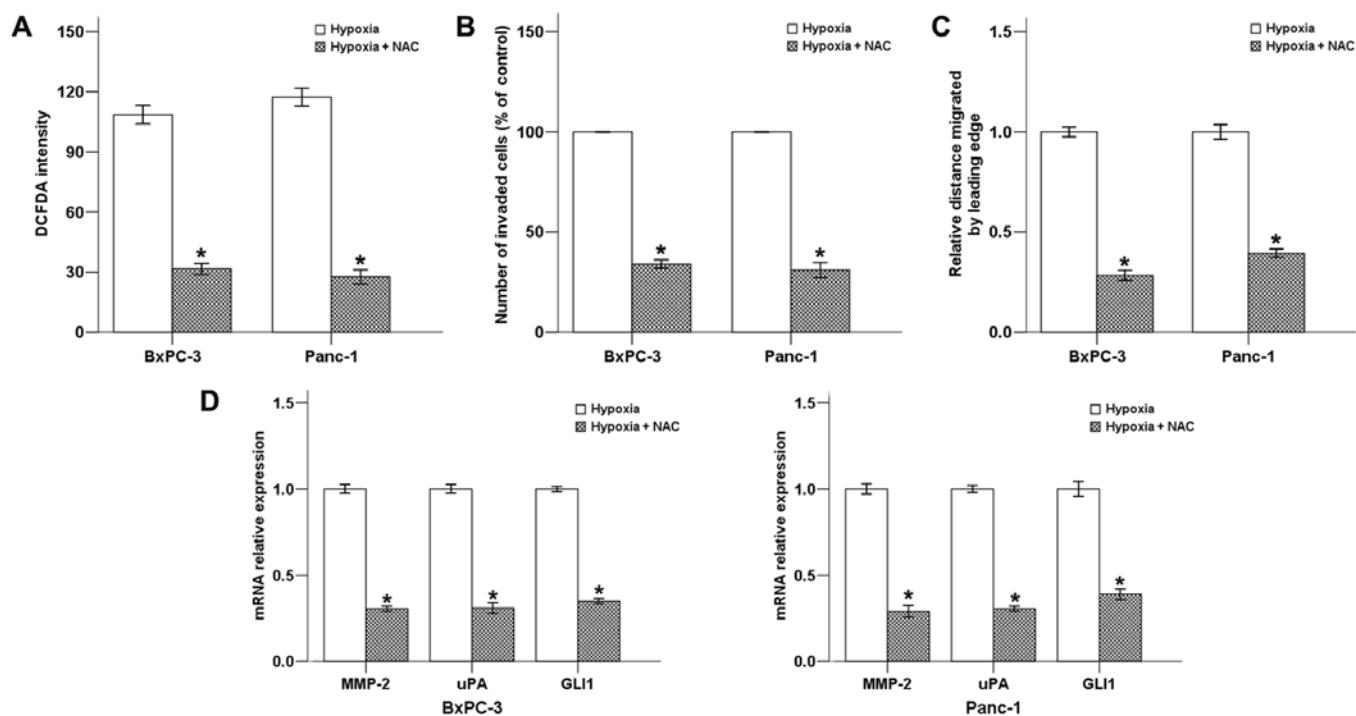 A
150
120
90
60
30
0
DCFDA intensity
Hypoxia
Hypoxia + NAC
*
*
BxPC-3
Panc-1
B
150
100
50
0
Number of invaded cells (% of control)
Hypoxia
Hypoxia + NAC
*
*
BxPC-3
Panc-1
C
1.0
0.5
0.0
Relative distance migrated
by leading edge
Hypoxia
Hypoxia + NAC
*
*
BxPC-3
Panc-1
D
1.5
1.0
0.5
0.0
mRNA relative expression
Hypoxia
Hypoxia + NAC
*
*
*
MMP-2
uPA
GLI1
BxPC-3
1.5
1.0
0.5
0.0
mRNA relative expression
Hypoxia
Hypoxia + NAC
*
*
*
MMP-2
uPA
GLI1
Panc-1